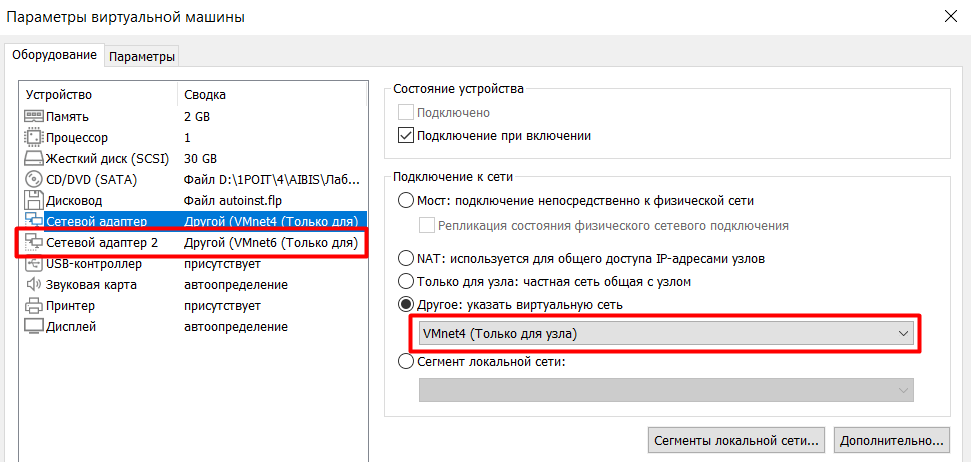 Параметры виртуальной машины
Оборудование
Параметры
Устройство Сводка
Память 2 GB
Процессор 1
Жесткий диск (SCSI) 30 GB
CD/DVD (SATA) Файл D:\1POIT\4\AIBIS\Лаб...
Дисковод Файл autoinst.flp
Сетевой адаптер Другой (VMnet4 (Только для)
Сетевой адаптер 2 Другой (VMnet6 (Только для)
USB-контроллер присутствует
Звуковая карта автоопределение
Принтер присутствует
Дисплей автоопределение
Состояние устройства
Подключено
Подключение при включении
Подключение к сети
Мост: подключение непосредственно к физической сети
Репликация состояния физического сетевого подключения
NAT: используется для общего доступа IP-адресами узлов
Только для узла: частная сеть общая с узлом
Другое: указать виртуальную сеть
VMnet4 (Только для узла)
Сегмент локальной сети:
Сегменты локальной сети...
Дополнительно...